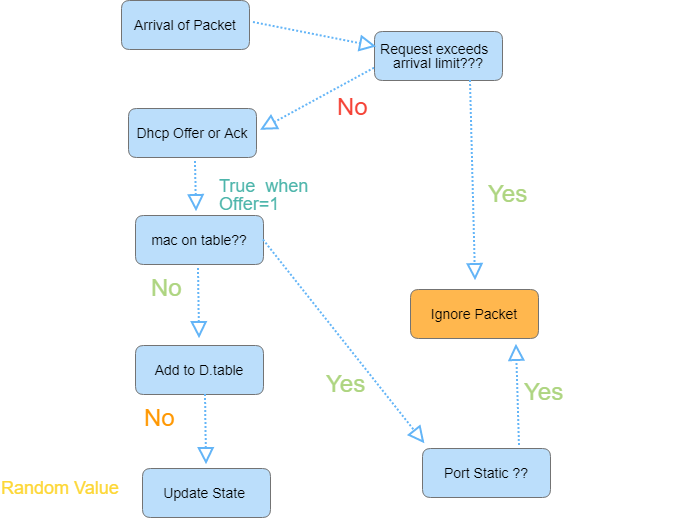 Arrival of Packet
Request exceeds
arrival limit???
No
Dhcp Offer or Ack
True when
Offer=1
Yes
mac on table??
No
Ignore Packet
Add to D.table
Yes
Yes
No
Port Static ??
Random Value
Update State